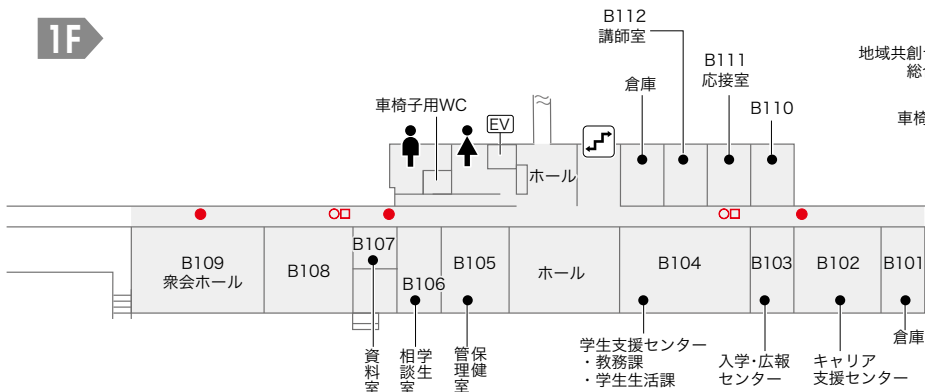 1F
B112
講師室
地域共創
総
B111
応接室
倉庫
車椅子用WC
B110
車椅
EV
ホール
B109
衆会ホール
B108
B107
B106
B105
ホール
B104
B103
B102
B101
資料室
学生
相談室
保健
管理室
学生支援センター
・教務課
・学生生活課
入学・広報
センター
キャリア
支援センター
倉庫